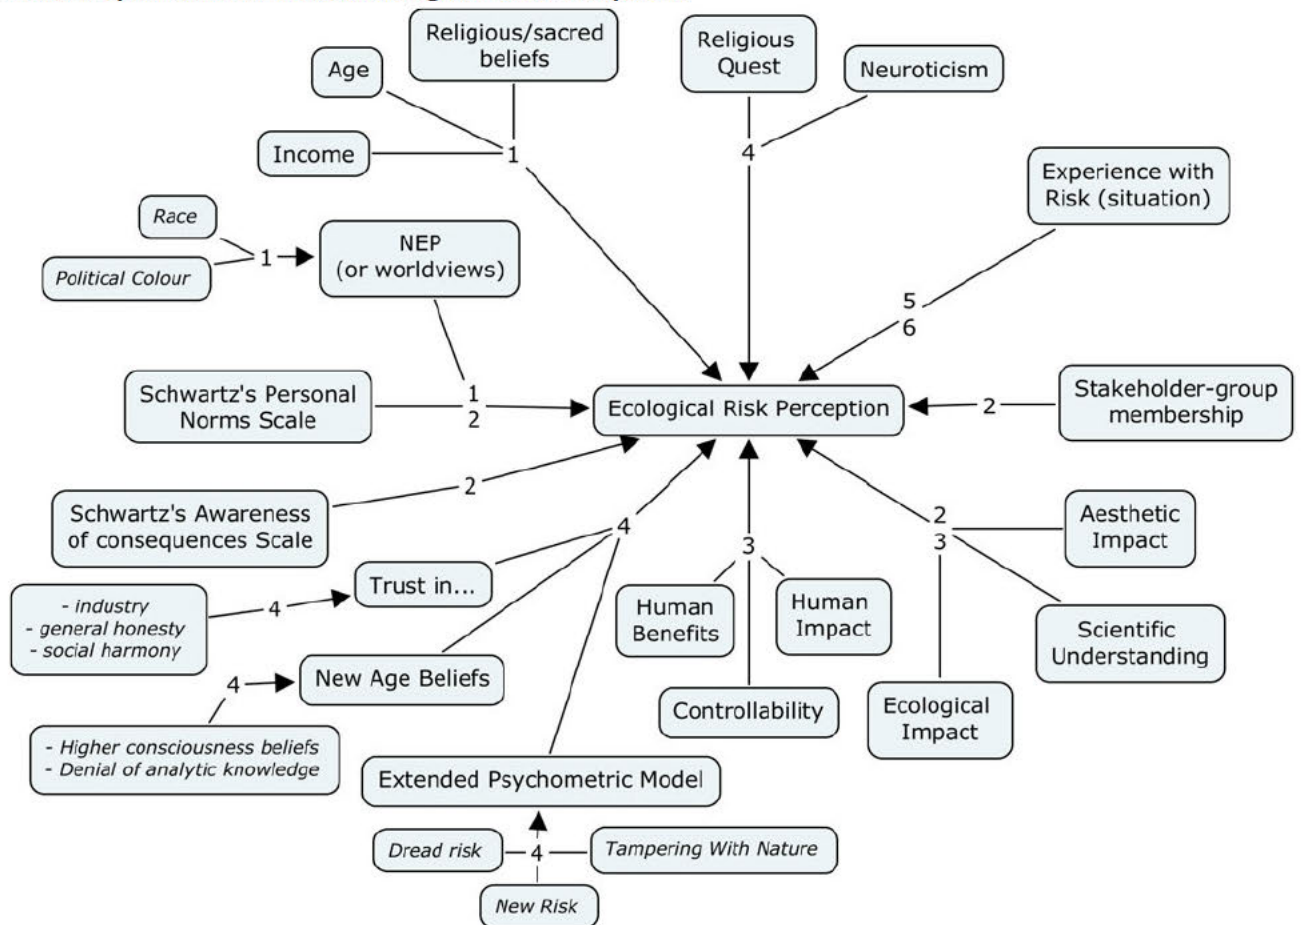 Religious/sacred
beliefs
Religious
Quest
Age
Neuroticism
Income
1
4
Experience with
Risk (situation)
Race
NEP
(or worldviews)
1
Political Colour
5
6
Schwartz's Personal
Norms Scale
1
2
Ecological Risk Perception
2
Stakeholder-group
membership
2
Schwartz's Awareness
of consequences Scale
4
3
2
3
Aesthetic
Impact
Trust in...
- industry
- general honesty
- social harmony
4
Human
Benefits
Human
Impact
Scientific
Understanding
4
New Age Beliefs
Controllability
Ecological
Impact
- Higher consciousness beliefs
- Denial of analytic knowledge
Extended Psychometric Model
Dread risk
4
Tampering With Nature
New Risk